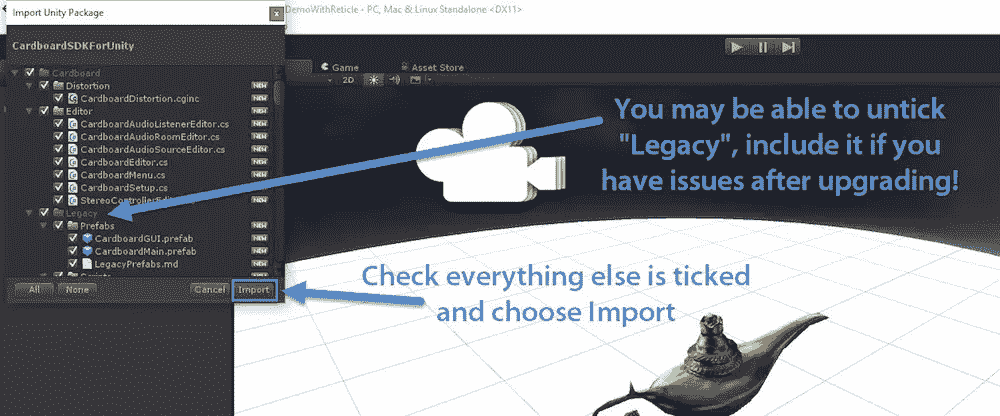 Import Unity Package
DemoWithReticle - PC, Mac & Linux Standalone <DX11>
CardboardSDKForUnity
Cardboard
Distortion NEW
CardboardDistortion.cginc NEW
Editor NEW
CardboardAudioListenerEditor.cs NEW
CardboardAudioRoomEditor.cs NEW
CardboardAudioSourceEditor.cs NEW
CardboardEditor.cs NEW
CardboardMenu.cs NEW
CardboardSetup.cs NEW
NEW
Legacy NEW
Prefabs NEW
CardboardGUI.prefab NEW
CardboardMain.prefab NEW
LegacyPrefabs.md NEW
All None Cancel Import
Game Asset Store
2D
You may be able to untick
"Legacy", include it if you
have issues after upgrading!
Check everything else is ticked
and choose Import